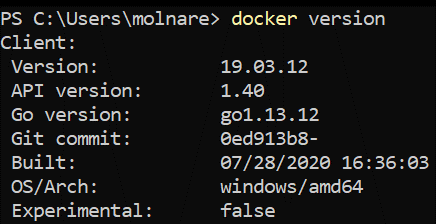 PS C:\Users\molnare> docker version
Client:
 Version:           19.03.12
 API version:       1.40
 Go version:        go1.13.12
 Git commit:        0ed913b8-
 Built:             07/28/2020 16:36:03
 OS/Arch:           windows/amd64
 Experimental:      false